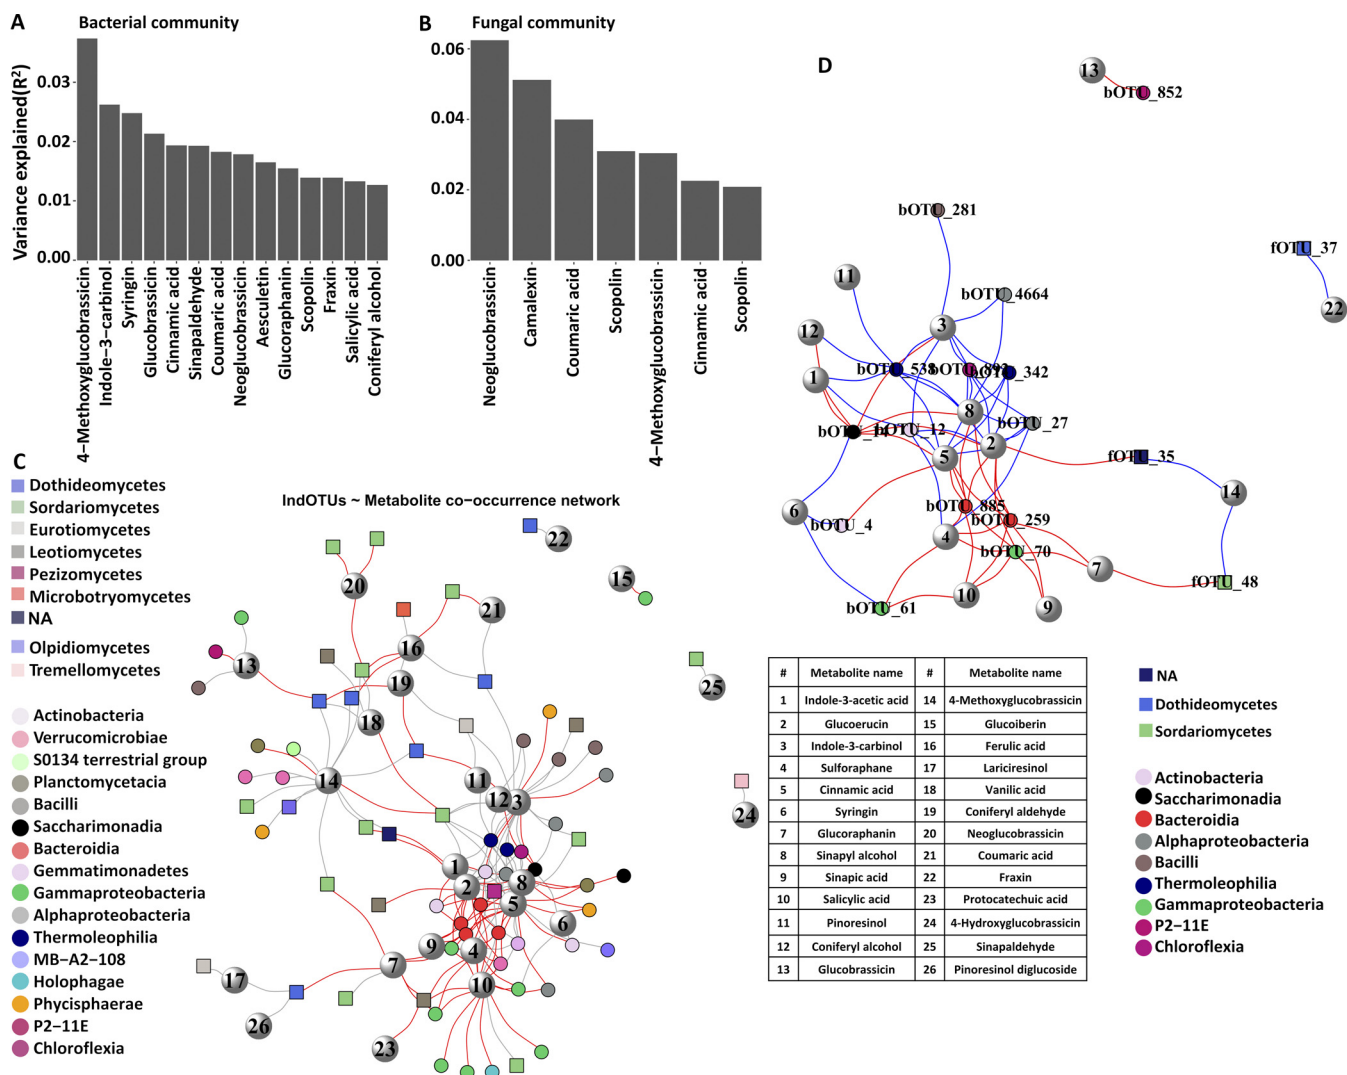 A
Bacterial community
Variance explained(R²)
0.03
0.02
0.01
0.00
4−Methoxyglucobrassicin
Indole−3−carbinol
Syringin
Glucobrassicin
Cinnamic acid
Sinapaldehyde
Coumaric acid
Neoglucobrassicin
Aesculetin
Glucoraphanin
Scopolin
Fraxin
Salicylic acid
Coniferyl alcohol
B
Fungal community
0.06
0.04
0.02
0.00
Neoglucobrassicin
Camalexin
Coumaric acid
Scopolin
4−Methoxyglucobrassicin
Cinnamic acid
Scopolin
C
Dothideomycetes
Sordariomycetes
Eurotiomycetes
Leotiomycetes
Pezizomycetes
Microbotryomycetes
NA
Olpidiomycetes
Tremellomycetes
Actinobacteria
Verrucomicrobiae
S0134 terrestrial group
Planctomycetacia
Bacilli
Saccharimonadia
Bacteroidia
Gemmatimonadetes
Gammaproteobacteria
Alphaproteobacteria
Thermoleophilia
MB−A2−108
Holophagae
Phycisphaerae
P2−11E
Chloroflexia
IndOTUs ~ Metabolite co−occurrence network
22
15
20
21
16
13
19
25
18
14
11
12
3
24
1
2
8
5
6
9
4
7
10
17
26
23
D
13
bOTU_852
bOTU_281
fOTU_37
11
bOTU_4664
22
3
12
bOTU_538
bOTU_893
bOTU_342
1
8
bOTU_27
bOTU_14
bOTU_12
2
5
fOTU_35
14
6
bOTU_885
bOTU_4
bOTU_259
4
bOTU_70
7
fOTU_48
10
9
bOTU_61
# Metabolite name # Metabolite name
1 Indole-3-acetic acid 14 4-Methoxyglucobrassicin
2 Glucoerucin 15 Glucoiberin
3 Indole-3-carbinol 16 Ferulic acid
4 Sulforaphane 17 Lariciresinol
5 Cinnamic acid 18 Vanilic acid
6 Syringin 19 Coniferyl aldehyde
7 Glucoraphanin 20 Neoglucobrassicin
8 Sinapyl alcohol 21 Coumaric acid
9 Sinapic acid 22 Fraxin
10 Salicylic acid 23 Protocatechuic acid
11 Pinoresinol 24 4-Hydroxyglucobrassicin
12 Coniferyl alcohol 25 Sinapaldehyde
13 Glucobrassicin 26 Pinoresinol diglucoside
NA
Dothideomycetes
Sordariomycetes
Actinobacteria
Saccharimonadia
Bacteroidia
Alphaproteobacteria
Bacilli
Thermoleophilia
Gammaproteobacteria
P2−11E
Chloroflexia